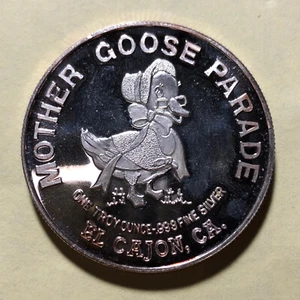 MOTHER GOOSE PARADE
ONE TROY OUNCE-.999 FINE SILVER
EL CAJON, CA.